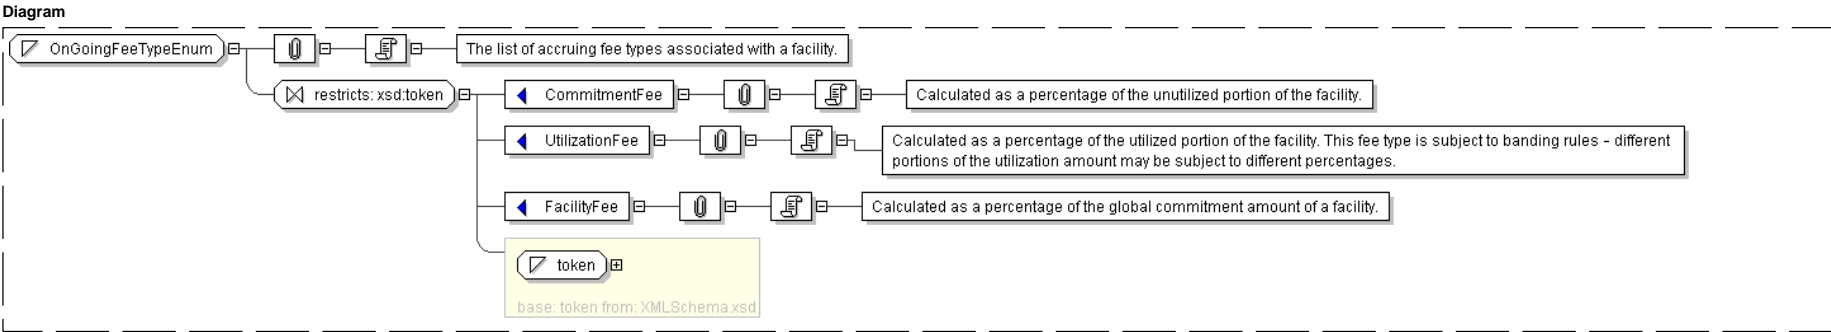 Diagram
OnGoingFeeTypeEnum
The list of accruing fee types associated with a facility.
restricts: xsd:token
CommitmentFee
Calculated as a percentage of the unutilized portion of the facility.
UtilizationFee
Calculated as a percentage of the utilized portion of the facility. This fee type is subject to banding rules - different
portions of the utilization amount may be subject to different percentages.
FacilityFee
Calculated as a percentage of the global commitment amount of a facility.
token
base: token from: XMLSchema.xsd